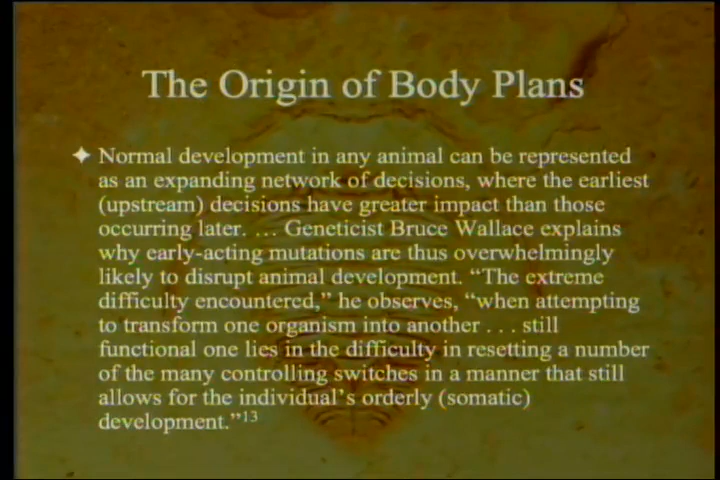 The Origin of Body Plans
✦ Normal development in any animal can be represented
as an expanding network of decisions, where the earliest
(upstream) decisions have greater impact than those
occurring later. … Geneticist Bruce Wallace explains
why early-acting mutations are thus overwhelmingly
likely to disrupt animal development. “The extreme
difficulty encountered,” he observes, “when attempting
to transform one organism into another . . . still
functional one lies in the difficulty in resetting a number
of the many controlling switches in a manner that still
allows for the individual’s orderly (somatic)
development.”¹³